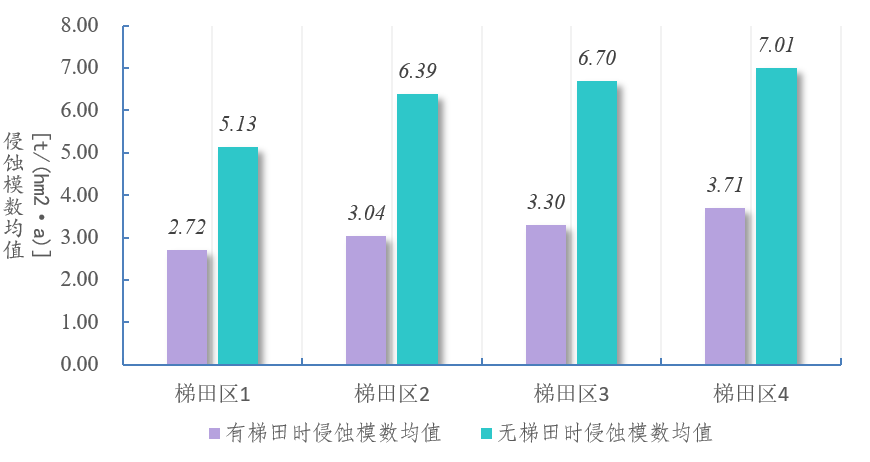 8.00
7.00
6.00
5.00
4.00
3.00
2.00
1.00
0.00
侵蚀模数均值
[t/(hm2·a)]
2.72
5.13
3.04
6.39
3.30
6.70
3.71
7.01
梯田区1
梯田区2
梯田区3
梯田区4
有梯田时侵蚀模数均值
无梯田时侵蚀模数均值